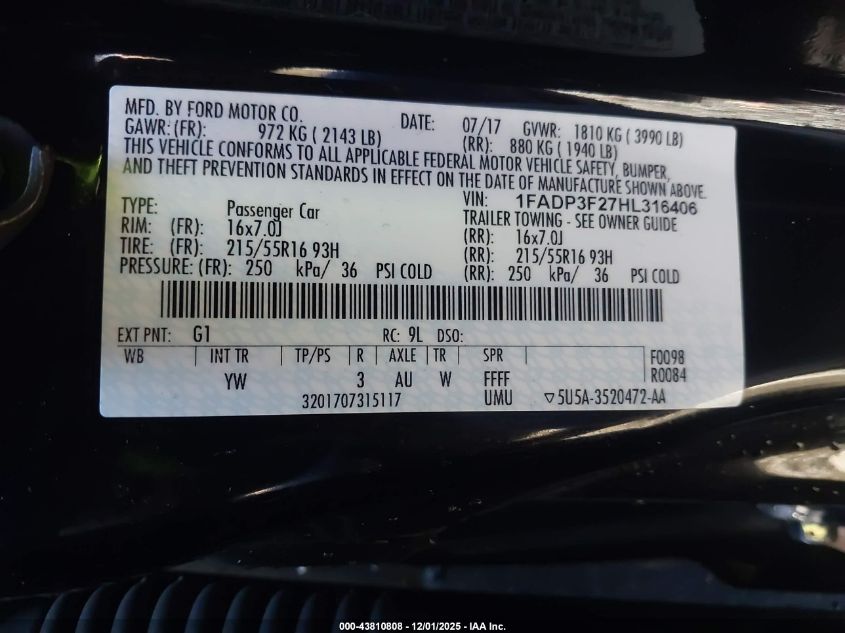 MFD. BY FORD MOTOR CO. DATE: 07/17 GVWR: 1810 KG ( 3990 LB)
GAWR: (FR): 972 KG ( 2143 LB) (RR): 880 KG ( 1940 LB)
THIS VEHICLE CONFORMS TO ALL APPLICABLE FEDERAL MOTOR VEHICLE SAFETY, BUMPER,
AND THEFT PREVENTION STANDARDS IN EFFECT ON THE DATE OF MANUFACTURE SHOWN ABOVE.
VIN: 1FADP3F27HL316406
TYPE: Passenger Car TRAILER TOWING - SEE OWNER GUIDE
RIM: (FR): 16x7.0J (RR): 16x7.0J
TIRE: (FR): 215/55R16 93H (RR): 215/55R16 93H
PRESSURE: (FR): 250 kPa/ 36 PSI COLD (RR): 250 kPa/ 36 PSI COLD
EXT PNT: G1 RC: 9L DSO:
WB INT TR TP/PS R AXLE TR SPR F0098
YW 3 AU W FFFF R0084
3201707315117 UMU ▽5U5A-3520472-AA
000-43810808 - 12/01/2025 - IAA Inc.